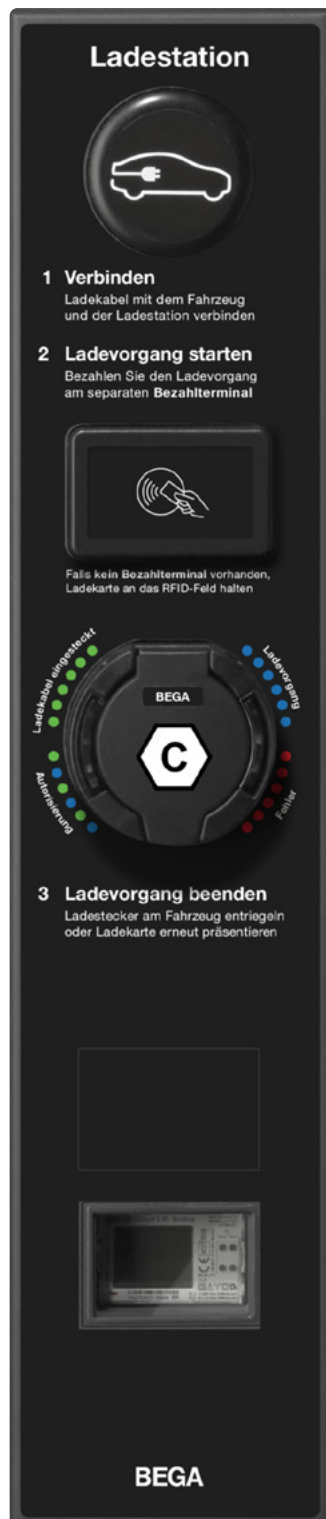 Ladestation
1 Verbinden
Ladekabel mit dem Fahrzeug
und der Ladestation verbinden
2 Ladevorgang starten
Bezahlen Sie den Ladevorgang
am separaten Bezahlterminal
Falls kein Bezahlterminal vorhanden,
Ladekarte an das RFID-Feld halten
Ladekabel eingesteckt
Ladevorgang
BEGA
C
Autorisierung
Fehler
3 Ladevorgang beenden
Ladestecker am Fahrzeug entriegeln
oder Ladekarte erneut präsentieren
BEGA